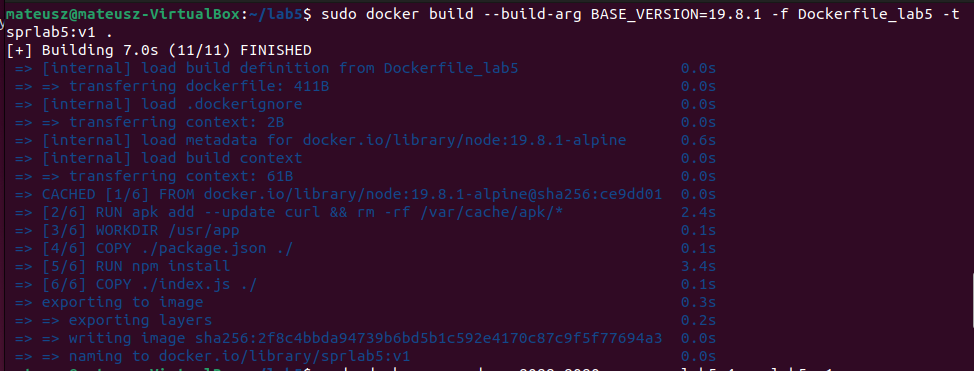 mateusz@mateusz-VirtualBox:~/lab5$ sudo docker build --build-arg BASE_VERSION=19.8.1 -f Dockerfile_lab5 -t
sprlab5:v1 .
[+] Building 7.0s (11/11) FINISHED
=> [internal] load build definition from Dockerfile_lab5 0.0s
=> => transferring dockerfile: 411B 0.0s
=> [internal] load .dockerignore 0.0s
=> => transferring context: 2B 0.0s
=> [internal] load metadata for docker.io/library/node:19.8.1-alpine 0.6s
=> [internal] load build context 0.0s
=> => transferring context: 61B 0.0s
=> CACHED [1/6] FROM docker.io/library/node:19.8.1-alpine@sha256:ce9dd01 0.0s
=> [2/6] RUN apk add --update curl && rm -rf /var/cache/apk/* 2.4s
=> [3/6] WORKDIR /usr/app 0.1s
=> [4/6] COPY ./package.json ./ 0.1s
=> [5/6] RUN npm install 3.4s
=> [6/6] COPY ./index.js ./ 0.1s
=> exporting to image 0.3s
=> => exporting layers 0.2s
=> => writing image sha256:2f8c4bbda94739b6bd5b1c592e4170c87c9f5f77694a3 0.0s
=> => naming to docker.io/library/sprlab5:v1 0.0s
mateusz@mateusz-VirtualBox:~/lab5$ sudo docker